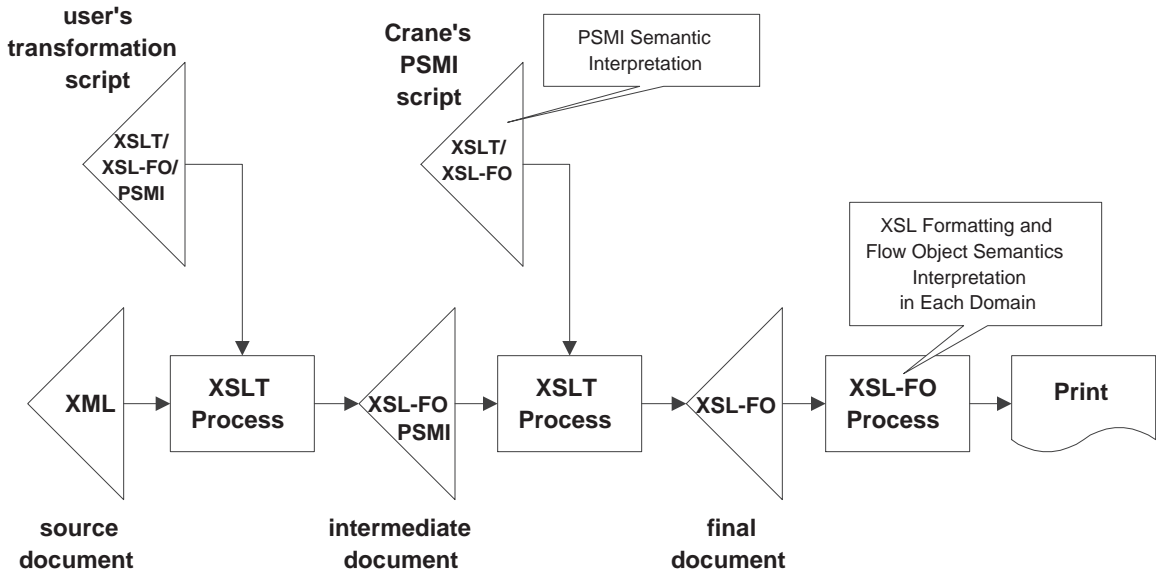 user's
transformation
script
Crane's
PSMI
script
PSMI Semantic
Interpretation
XSLT/
XSL-FO/
PSMI
XSLT/
XSL-FO
XSL Formatting and
Flow Object Semantics
Interpretation
in Each Domain
XML
XSLT
Process
XSL-FO
PSMI
XSLT
Process
XSL-FO
XSL-FO
Process
Print
source
document
intermediate
document
final
document